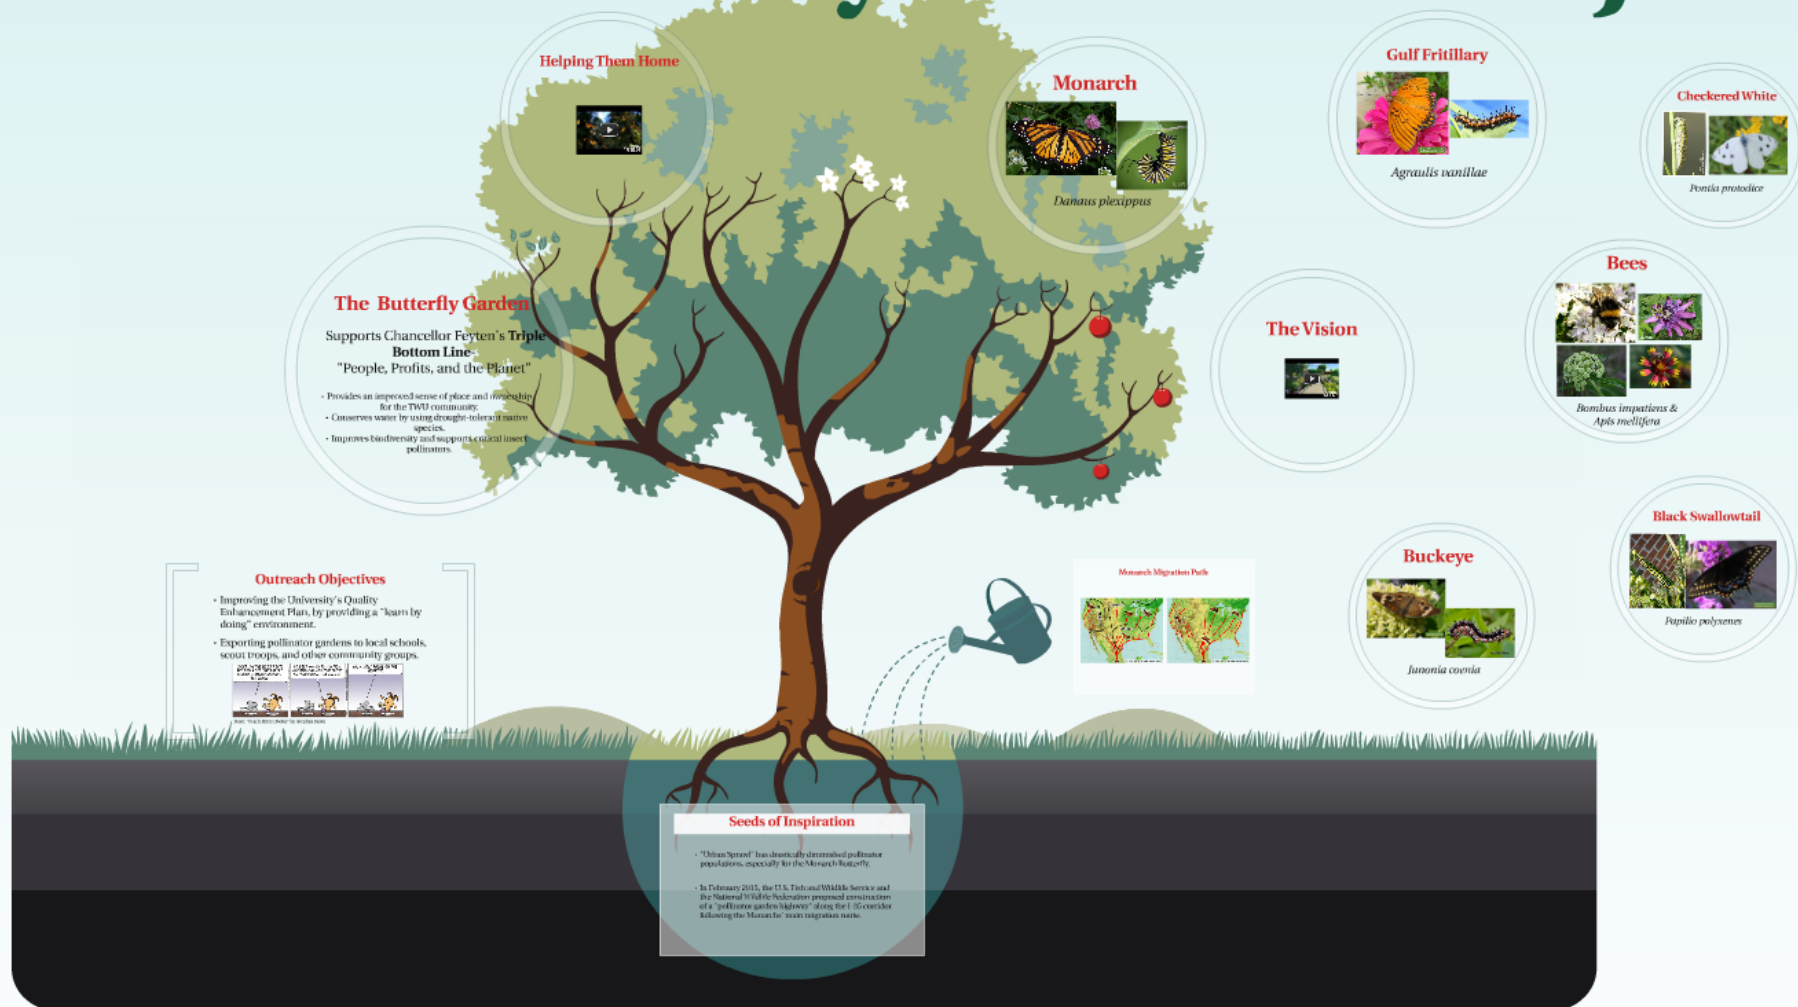 Helping Them Home
Monarch
Danaus plexippus
Gulf Fritillary
Agraulis vanillae
Checkered White
Pontia protodice
The Butterfly Garden
Supports Chancellor Feyten's Triple
Bottom Line-
"People, Profits, and the Planet"
· Provides an improved sense of place and ownership
for the TWU community.
· Conserves water by using drought-tolerant native
species.
· Improves biodiversity and supports critical insect
pollinators.
The Vision
Bees
Bombus impatiens &
Apis mellifera
Outreach Objectives
· Improving the University's Quality
Enhancement Plan, by providing a "learn by
doing" environment.
· Exporting pollinator gardens to local schools,
scout troops, and other community groups.
Monarch Migration Path
Buckeye
Junonia coenia
Black Swallowtail
Papilio polyxenes
Seeds of Inspiration
· "Urban Sprawl" has drastically diminished pollinator
populations, especially for the Monarch Butterfly.
· In February 2015, the U.S. Fish and Wildlife Service and
the National Wildlife Federation proposed construction
of a "pollinator garden highway" along the I-35 corridor
following the Monarchs' main migration route.